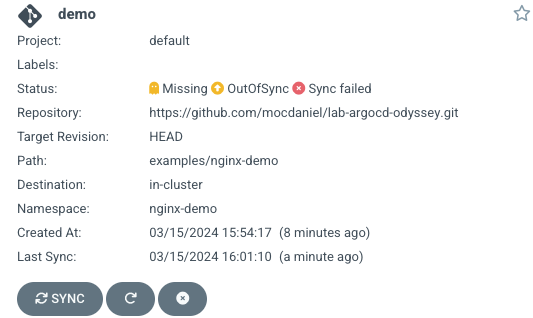 demo
Project: default
Labels:
Status: Missing OutOfSync Sync failed
Repository: https://github.com/mocdaniel/lab-argocd-odyssey.git
Target Revision: HEAD
Path: examples/nginx-demo
Destination: in-cluster
Namespace: nginx-demo
Created At: 03/15/2024 15:54:17 (8 minutes ago)
Last Sync: 03/15/2024 16:01:10 (a minute ago)
SYNC